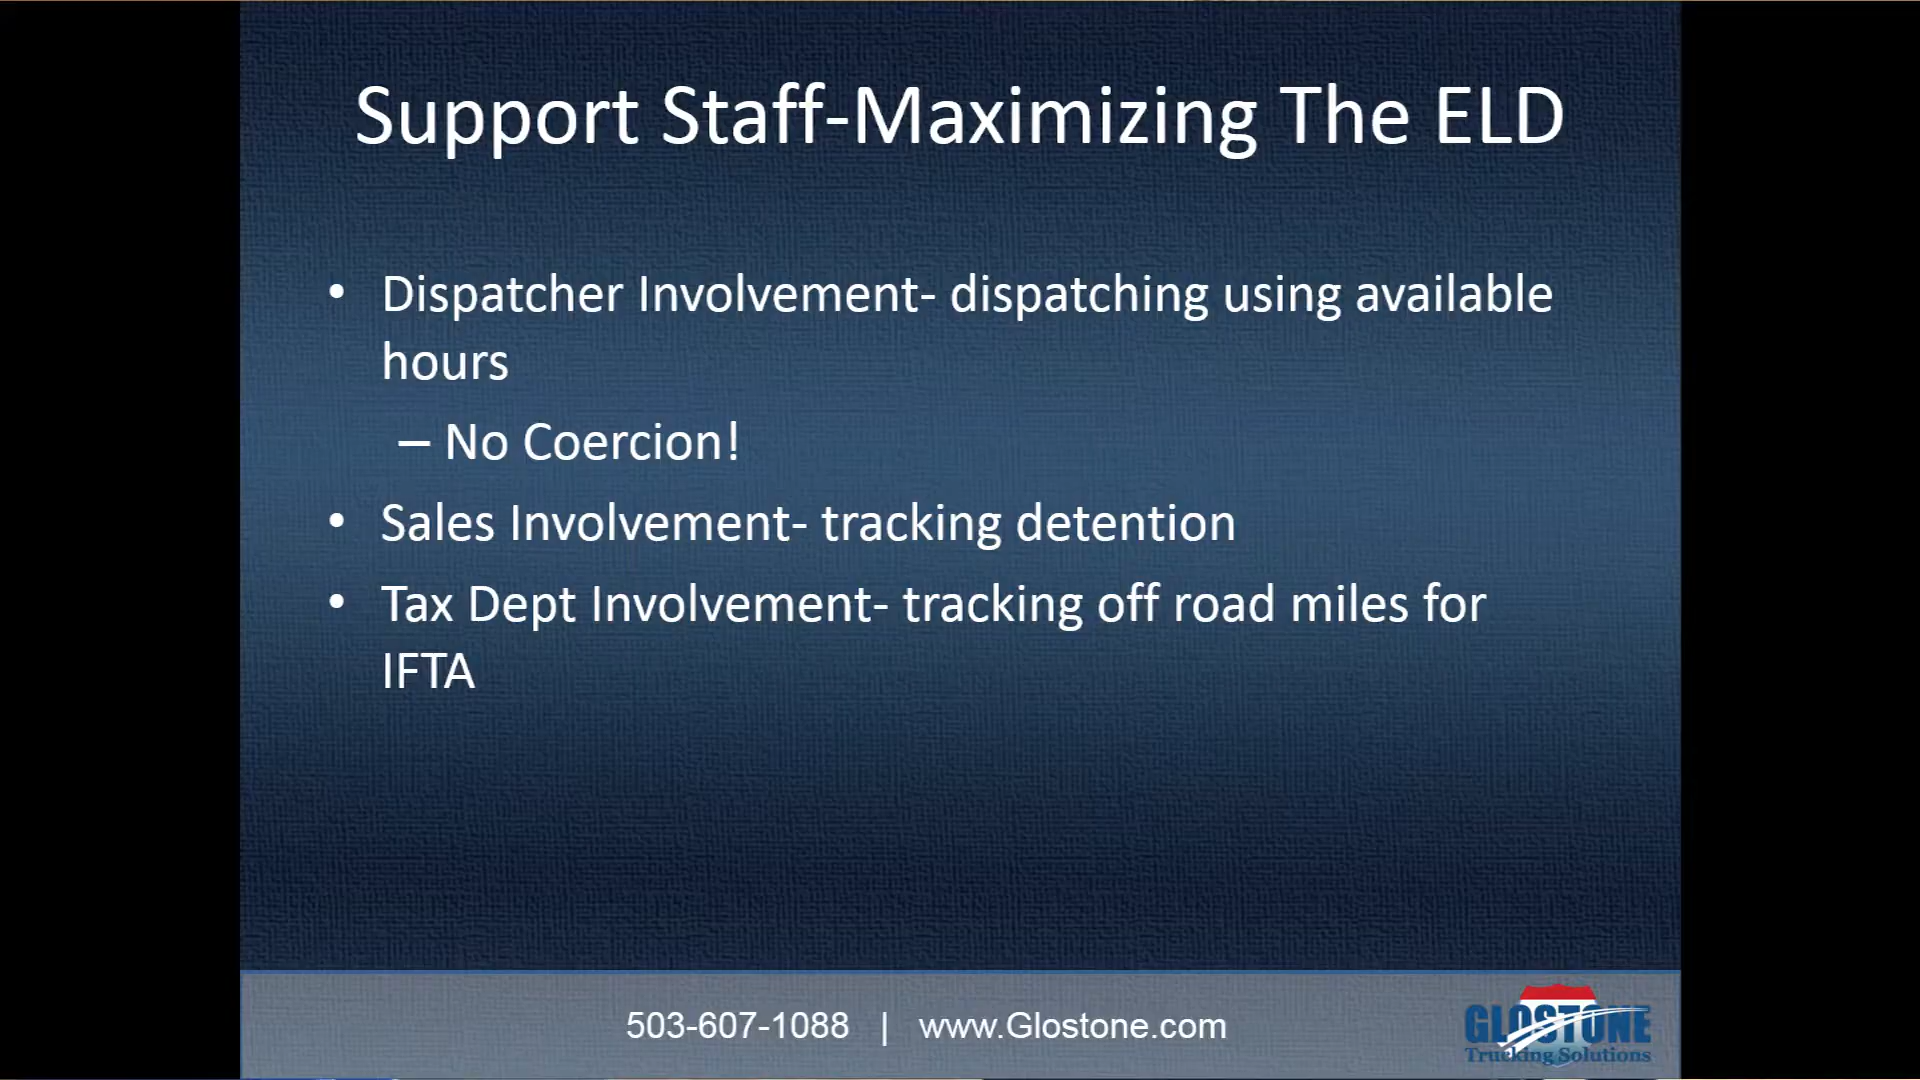 Support Staff-Maximizing The ELD
• Dispatcher Involvement- dispatching using available
hours
– No Coercion!
• Sales Involvement- tracking detention
• Tax Dept Involvement- tracking off road miles for
IFTA
503-607-1088 | www.Glostone.com
GLOSTONE
Trucking Solutions